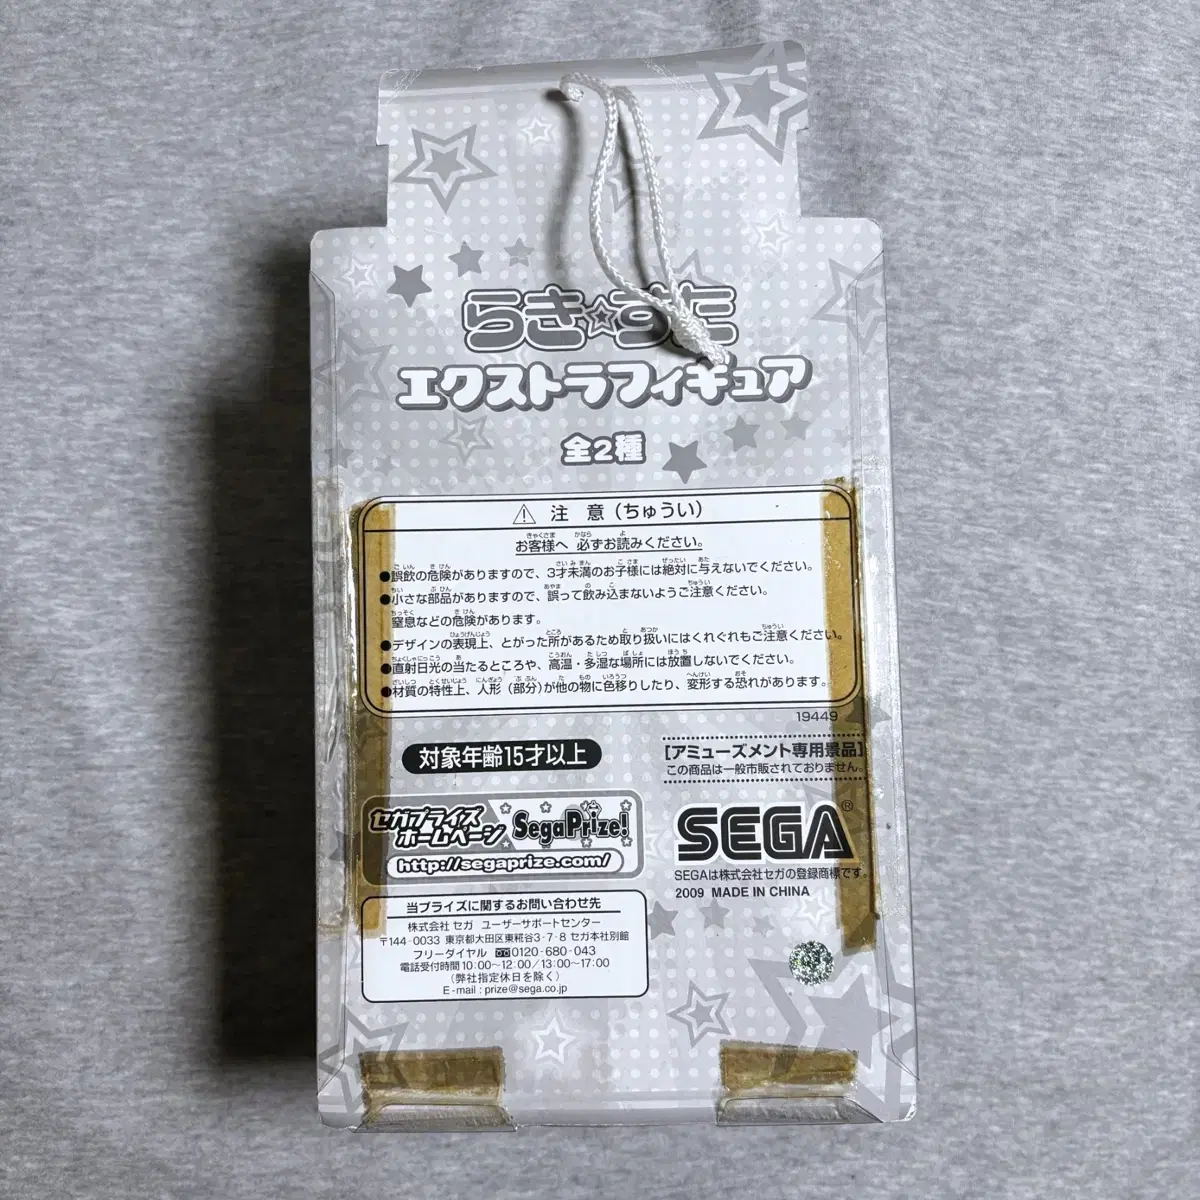 らき☆すた
エクストラフィギュア
全2種
⚠ 注 意 (ちゅうい)
お客様へ 必ずお読みください。
●誤飲の危険がありますので、3才未満のお子様には絶対に与えないでください。
●小さな部品がありますので、誤って飲み込まないようご注意ください。
窒息などの危険があります。
●デザインの表現上、とがった所があるため取り扱いにはくれぐれもご注意ください。
●直射日光の当たるところや、高温・多湿な場所には放置しないでください。
●材質の特性上、人形(部分)が他の物に色移りしたり、変形する恐れがあります。
19449
対象年齢15才以上
[アミューズメント専用景品]
この商品は一般市販されておりません。
セガプライズ
ホームページ
SegaPrize!
http://segaprize.com/
SEGA®
SEGAは株式会社セガの登録商標です。
2009 MADE IN CHINA
当プライズに関するお問い合わせ先
株式会社 セガ ユーザーサポートセンター
〒144-0033 東京都大田区東糀谷3-7-8 セガ本社別館
フリーダイヤル 0120-680-043
電話受付時間 10:00〜12:00/13:00〜17:00
(弊社指定休日を除く)
E-mail : prize@sega.co.jp